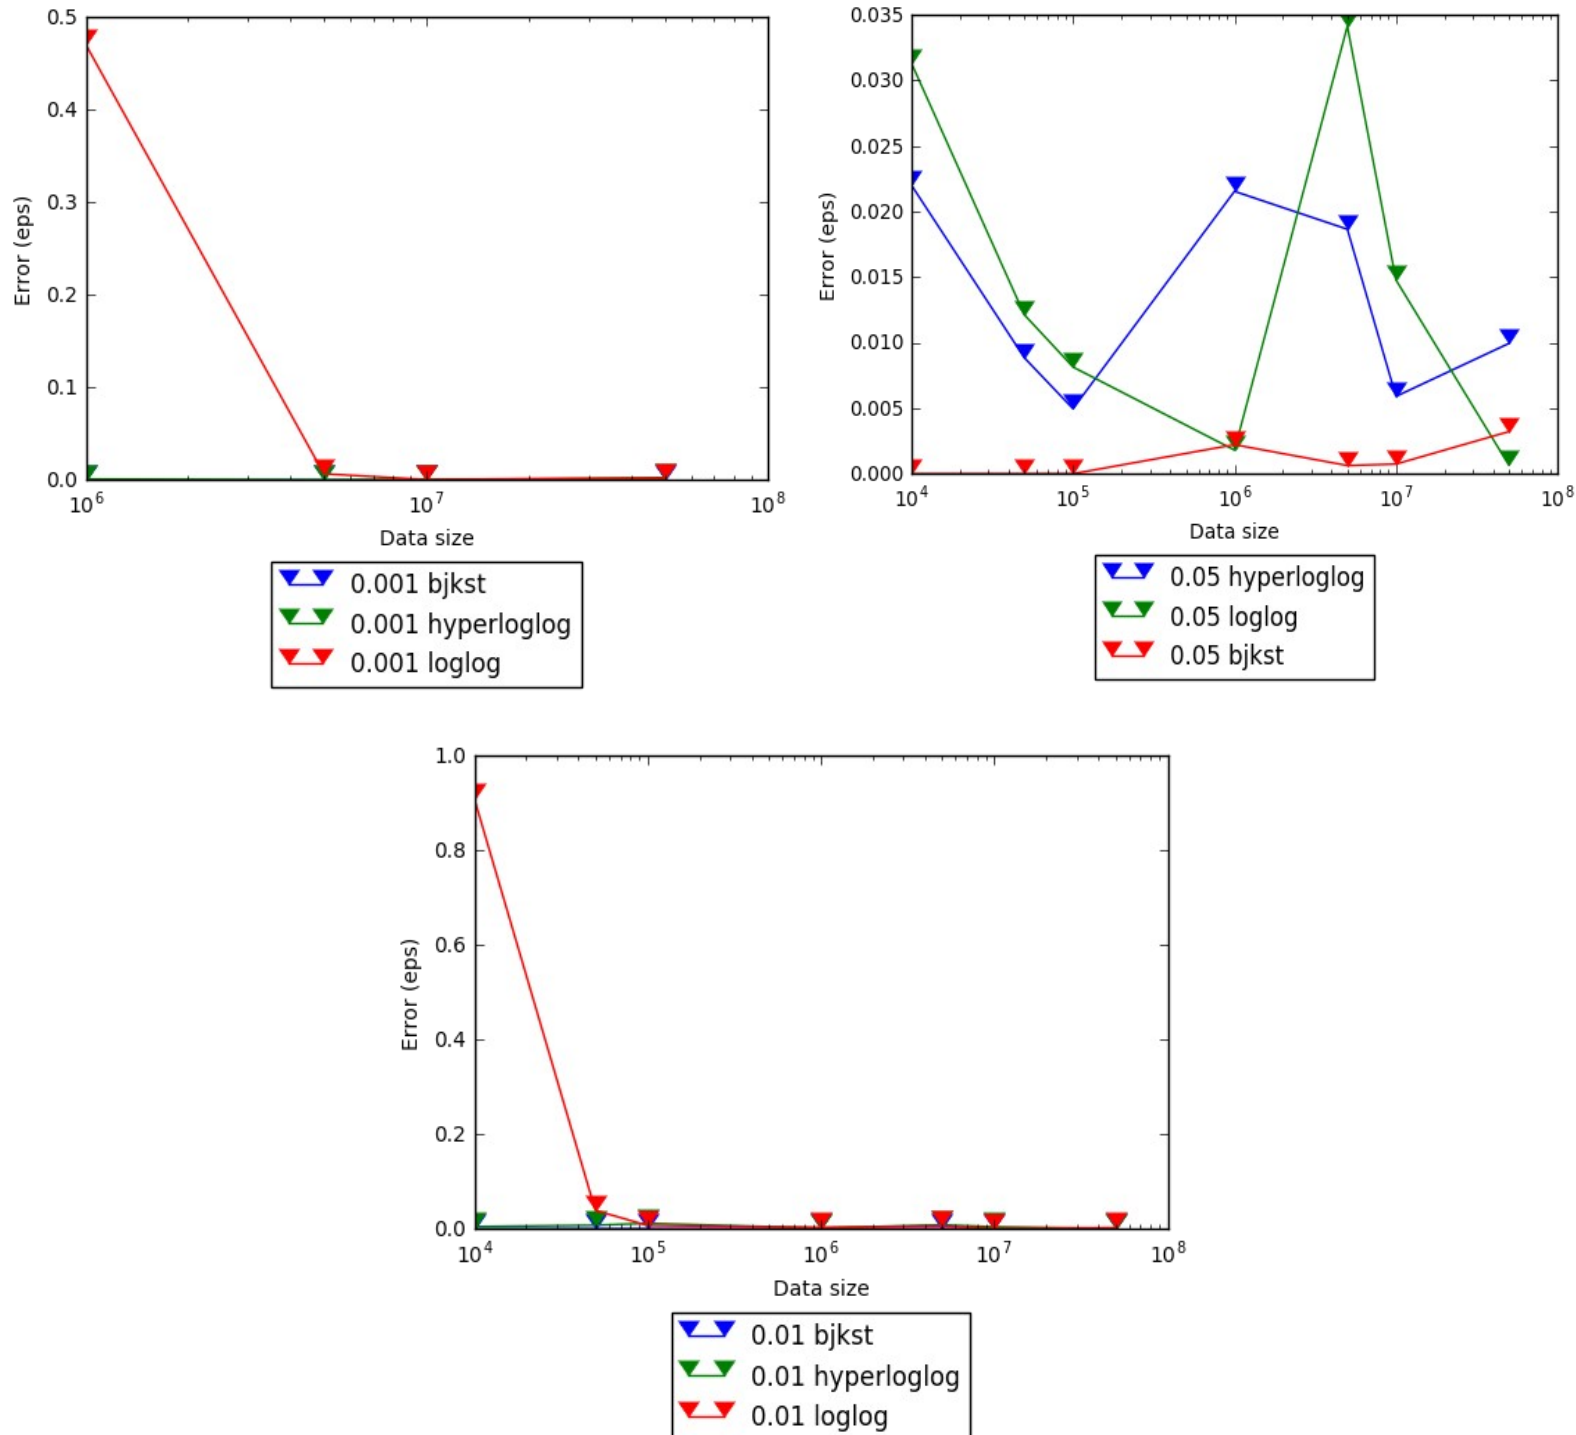 0.5
0.4
0.3
0.2
0.1
0.0
Error (eps)
10^6 10^7 10^8
Data size
0.001 bjkst
0.001 hyperloglog
0.001 loglog
0.035
0.030
0.025
0.020
0.015
0.010
0.005
0.000
Error (eps)
10^4 10^5 10^6 10^7 10^8
Data size
0.05 hyperloglog
0.05 loglog
0.05 bjkst
1.0
0.8
0.6
0.4
0.2
0.0
Error (eps)
10^4 10^5 10^6 10^7 10^8
Data size
0.01 bjkst
0.01 hyperloglog
0.01 loglog